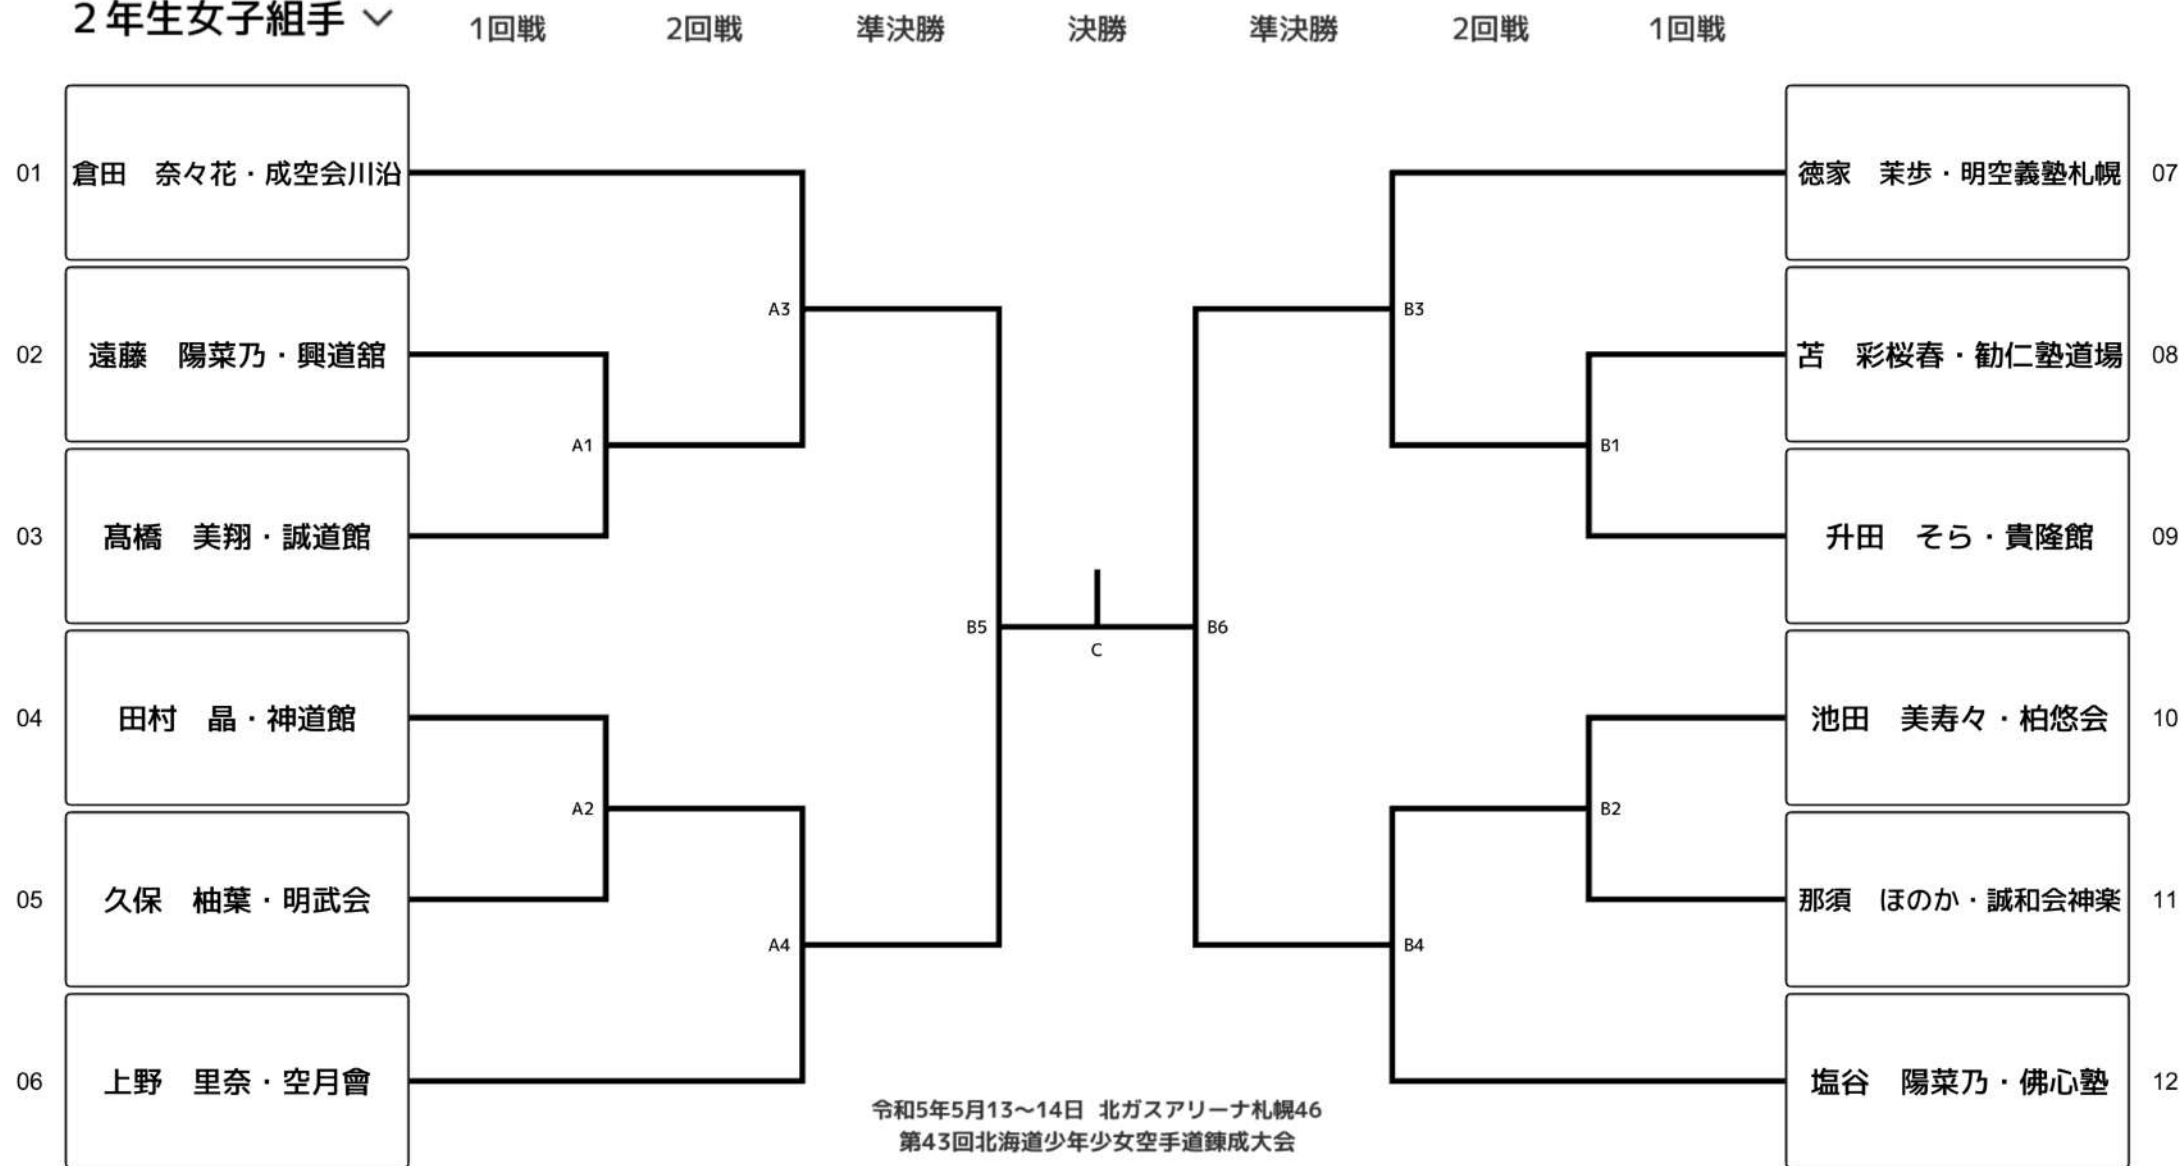 2年生女子組手
1回戦 2回戦 準決勝 決勝 準決勝 2回戦 1回戦
01 倉田 奈々花・成空会川沿
02 遠藤 陽菜乃・興道舘
03 髙橋 美翔・誠道館
04 田村 晶・神道館
05 久保 柚葉・明武会
06 上野 里奈・空月會
A3
A1
A2
A4
B5
C
B6
B3
B1
B2
B4
徳家 茉歩・明空義塾札幌 07
苫 彩桜春・勧仁塾道場 08
升田 そら・貴隆館 09
池田 美寿々・柏悠会 10
那須 ほのか・誠和会神楽 11
塩谷 陽菜乃・佛心塾 12
令和5年5月13～14日 北ガスアリーナ札幌46
第43回北海道少年少女空手道錬成大会